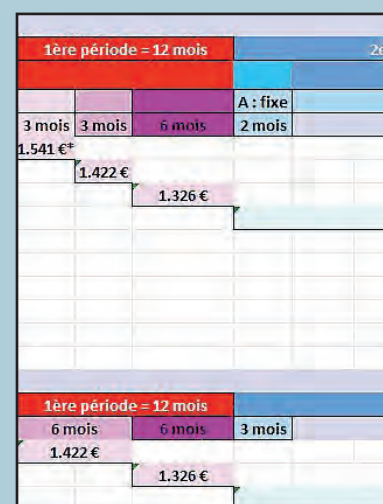 1ère période = 12 mois 2e
A : fixe
3 mois 3 mois 6 mois 2 mois
1.541 €*
1.422 €
1.326 €
1ère période = 12 mois
6 mois 6 mois 3 mois
1.422 €
1.326 €